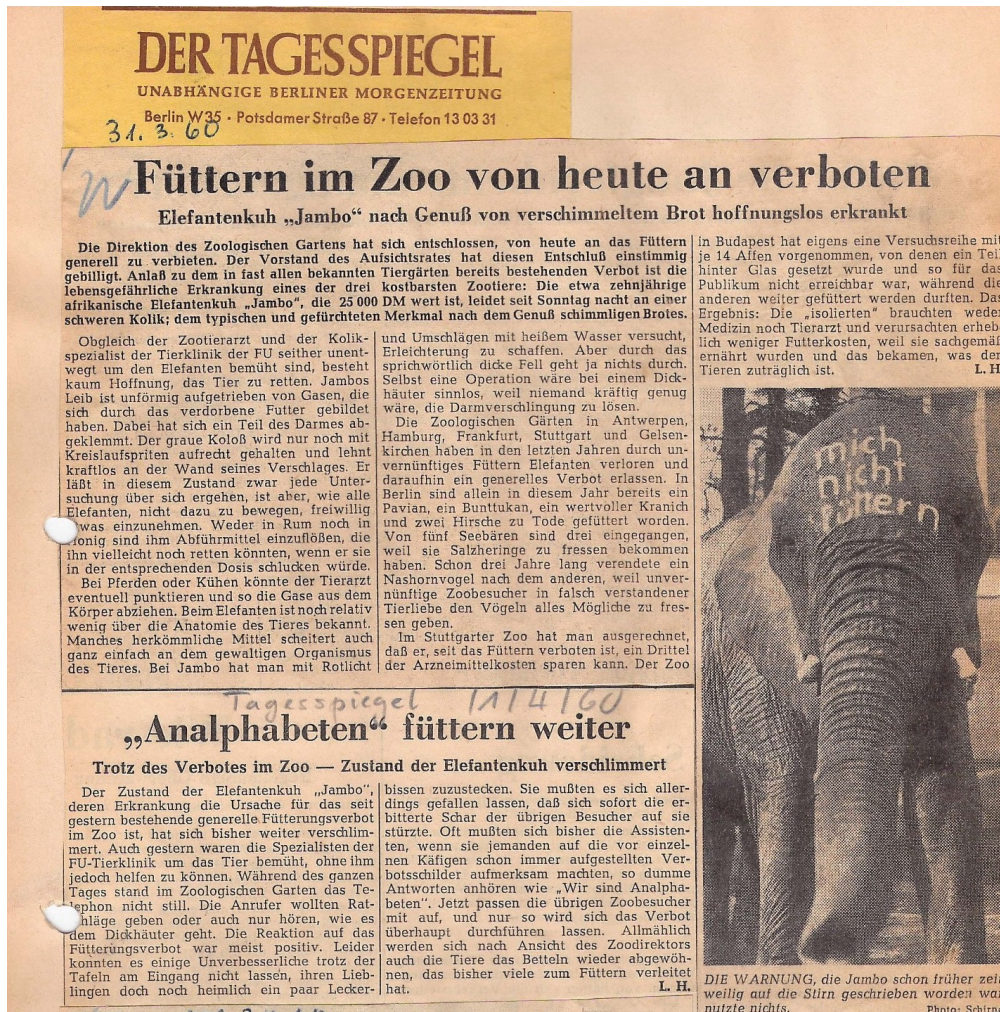 DER TAGESSPIEGEL
UNABHÄNGIGE BERLINER MORGENZEITUNG
Berlin W35 · Potsdamer Straße 87 · Telefon 13 03 31
31. 3. 60
Füttern im Zoo von heute an verboten
Elefantenkuh „Jambo“ nach Genuß von verschimmeltem Brot hoffnungslos erkrankt
Die Direktion des Zoologischen Gartens hat sich entschlossen, von heute an das Füttern
generell zu verbieten. Der Vorstand des Aufsichtsrates hat diesen Entschluß einstimmig
gebilligt. Anlaß zu dem in fast allen bekannten Tiergärten bereits bestehenden Verbot ist die
lebensgefährliche Erkrankung eines der drei kostbarsten Zootiere: Die etwa zehnjährige
afrikanische Elefantenkuh „Jambo“, die 25 000 DM wert ist, leidet seit Sonntag nacht an einer
schweren Kolik; dem typischen und gefürchteten Merkmal nach dem Genuß schimmligen Brotes.
Obgleich der Zootierarzt und der Kolik-
spezialist der Tierklinik der FU seither unent-
wegt um den Elefanten bemüht sind, besteht
kaum Hoffnung, das Tier zu retten. Jambos
Leib ist unförmig aufgetrieben von Gasen, die
sich durch das verdorbene Futter gebildet
haben. Dabei hat sich ein Teil des Darmes ab-
geklemmt. Der graue Koloß wird nur noch mit
Kreislaufspriten aufrecht gehalten und lehnt
kraftlos an der Wand seines Verschlages. Er
läßt in diesem Zustand zwar jede Unter-
suchung über sich ergehen, ist aber, wie alle
Elefanten, nicht dazu zu bewegen, freiwillig
twas einzunehmen. Weder in Rum noch in
onig sind ihm Abführmittel einzuflößen, die
ihn vielleicht noch retten könnten, wenn er sie
in der entsprechenden Dosis schlucken würde.
Bei Pferden oder Kühen könnte der Tierarzt
eventuell punktieren und so die Gase aus dem
Körper abziehen. Beim Elefanten ist noch relativ
wenig über die Anatomie des Tieres bekannt.
Manches herkömmliche Mittel scheitert auch
ganz einfach an dem gewaltigen Organismus
des Tieres. Bei Jambo hat man mit Rotlicht
und Umschlägen mit heißem Wasser versucht,
Erleichterung zu schaffen. Aber durch das
sprichwörtlich dicke Fell geht ja nichts durch.
Selbst eine Operation wäre bei einem Dick-
häuter sinnlos, weil niemand kräftig genug
wäre, die Darmverschlingung zu lösen.
Die Zoologischen Gärten in Antwerpen,
Hamburg, Frankfurt, Stuttgart und Gelsen-
kirchen haben in den letzten Jahren durch un-
vernünftiges Füttern Elefanten verloren und
daraufhin ein generelles Verbot erlassen. In
Berlin sind allein in diesem Jahr bereits ein
Pavian, ein Bunttukan, ein wertvoller Kranich
und zwei Hirsche zu Tode gefüttert worden.
Von fünf Seebären sind drei eingegangen,
weil sie Salzheringe zu fressen bekommen
haben. Schon drei Jahre lang verendete ein
Nashornvogel nach dem anderen, weil unver-
nünftige Zoobesucher in falsch verstandener
Tierliebe den Vögeln alles Mögliche zu fres-
sen geben.
Im Stuttgarter Zoo hat man ausgerechnet,
daß er, seit das Füttern verboten ist, ein Drittel
der Arzneimittelkosten sparen kann. Der Zoo
in Budapest hat eigens eine Versuchsreihe mit
je 14 Affen vorgenommen, von denen ein Teil
hinter Glas gesetzt wurde und so für das
Publikum nicht erreichbar war, während die
anderen weiter gefüttert werden durften. Das
Ergebnis: Die „isolierten“ brauchten weder
Medizin noch Tierarzt und verursachten erheb-
lich weniger Futterkosten, weil sie sachgemäß
ernährt wurden und das bekamen, was den
Tieren zuträglich ist. L. H.
mich
nicht
füttern
DIE WARNUNG, die Jambo schon früher zeit-
weilig auf die Stirn geschrieben worden war
nutzte nichts. Photo: Schirn
Tagesspiegel 1/4/60
„Analphabeten“ füttern weiter
Trotz des Verbotes im Zoo — Zustand der Elefantenkuh verschlimmert
Der Zustand der Elefantenkuh „Jambo“,
deren Erkrankung die Ursache für das seit
gestern bestehende generelle Fütterungsverbot
im Zoo ist, hat sich bisher weiter verschlim-
mert. Auch gestern waren die Spezialisten der
FU-Tierklinik um das Tier bemüht, ohne ihm
jedoch helfen zu können. Während des ganzen
Tages stand im Zoologischen Garten das Te-
lephon nicht still. Die Anrufer wollten Rat-
chläge geben oder auch nur hören, wie es
dem Dickhäuter geht. Die Reaktion auf das
Fütterungsverbot war meist positiv. Leider
konnten es einige Unverbesserliche trotz der
Tafeln am Eingang nicht lassen, ihren Lieb-
lingen doch noch heimlich ein paar Lecker-
bissen zuzustecken. Sie mußten es sich aller-
dings gefallen lassen, daß sich sofort die er-
bitterte Schar der übrigen Besucher auf sie
stürzte. Oft mußten sich bisher die Assisten-
ten, wenn sie jemanden auf die vor einzel-
nen Käfigen schon immer aufgestellten Ver-
botsschilder aufmerksam machten, so dumme
Antworten anhören wie „Wir sind Analpha-
beten“. Jetzt passen die übrigen Zoobesucher
mit auf, und nur so wird sich das Verbot
überhaupt durchführen lassen. Allmählich
werden sich nach Ansicht des Zoodirektors
auch die Tiere das Betteln wieder abgewöh-
nen, das bisher viele zum Füttern verleitet
hat. L. H.